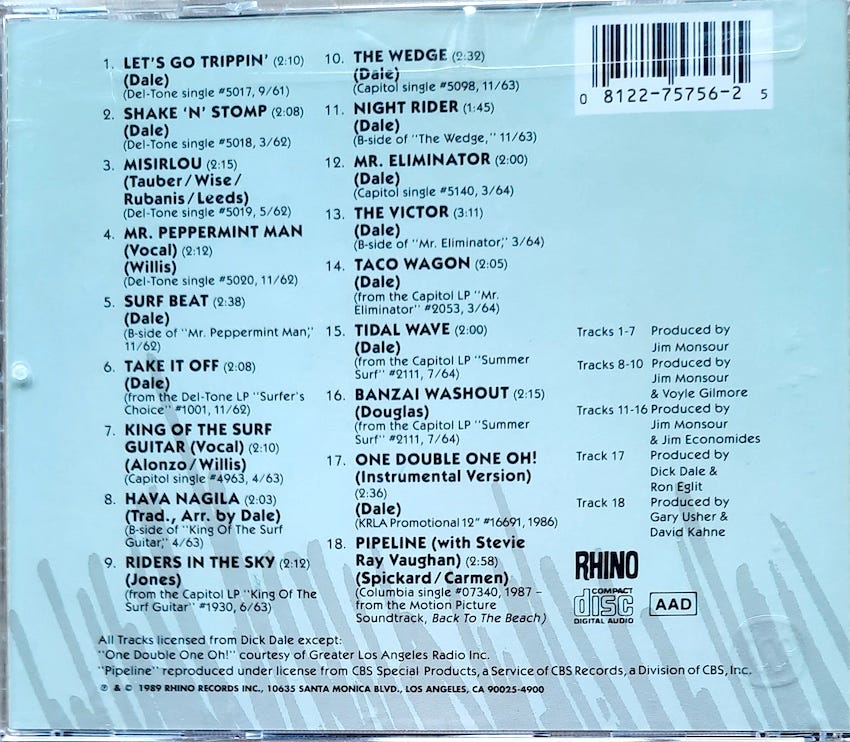 1. LET'S GO TRIPPIN' (2:10)
(Dale)
(Del-Tone single #5017, 9/61)
2. SHAKE 'N' STOMP (2:08)
(Dale)
(Del-Tone single #5018, 3/62)
3. MISIRLOU (2:15)
(Tauber/Wise/
Rubanis/Leeds)
(Del-Tone single #5019, 5/62)
4. MR. PEPPERMINT MAN
(Vocal) (2:12)
(Willis)
(Del-Tone single #5020, 11/62)
5. SURF BEAT (2:38)
(Dale)
(B-side of "Mr. Peppermint Man,"
11/62)
6. TAKE IT OFF (2:08)
(Dale)
(from the Del-Tone LP "Surfer's
Choice" #1001, 11/62)
7. KING OF THE SURF
GUITAR (Vocal) (2:10)
(Alonzo/Willis)
(Capitol single #4963, 4/63)
8. HAVA NAGILA (2:03)
(Trad., Arr. by Dale)
(B-side of "King Of The Surf
Guitar," 4/63)
9. RIDERS IN THE SKY (2:12)
(Jones)
(from the Capitol LP "King Of The
Surf Guitar" #1930, 6/63)
10. THE WEDGE (2:32)
(Dale)
(Capitol single #5098, 11/63)
11. NIGHT RIDER (1:45)
(Dale)
(B-side of "The Wedge," 11/63)
12. MR. ELIMINATOR (2:00)
(Dale)
(Capitol single #5140, 3/64)
13. THE VICTOR (3:11)
(Dale)
(B-side of "Mr. Eliminator," 3/64)
14. TACO WAGON (2:05)
(Dale)
(from the Capitol LP "Mr.
Eliminator" #2053, 3/64)
15. TIDAL WAVE (2:00)
(Dale)
(from the Capitol LP "Summer
Surf" #2111, 7/64)
16. BANZAI WASHOUT (2:15)
(Douglas)
(from the Capitol LP "Summer
Surf" #2111, 7/64)
17. ONE DOUBLE ONE OH!
(Instrumental Version)
(2:36)
(Dale)
(KRLA Promotional 12" #16691, 1986)
18. PIPELINE (with Stevie
Ray Vaughan) (2:58)
(Spickard/Carmen)
(Columbia single #07340, 1987 –
from the Motion Picture
Soundtrack, Back To The Beach)
0 8122-75756-2 5
Tracks 1-7 Produced by
Jim Monsour
Tracks 8-10 Produced by
Jim Monsour
& Voyle Gilmore
Tracks 11-16 Produced by
Jim Monsour
& Jim Economides
Track 17 Produced by
Dick Dale &
Ron Eglit
Track 18 Produced by
Gary Usher &
David Kahne
RHINO
COMPACT
disc
DIGITAL AUDIO
AAD
All Tracks licensed from Dick Dale except:
"One Double One Oh!" courtesy of Greater Los Angeles Radio Inc.
"Pipeline" reproduced under license from CBS Special Products, a Service of CBS Records, a Division of CBS, Inc.
℗ & © 1989 RHINO RECORDS INC., 10635 SANTA MONICA BLVD., LOS ANGELES, CA 90025-4900